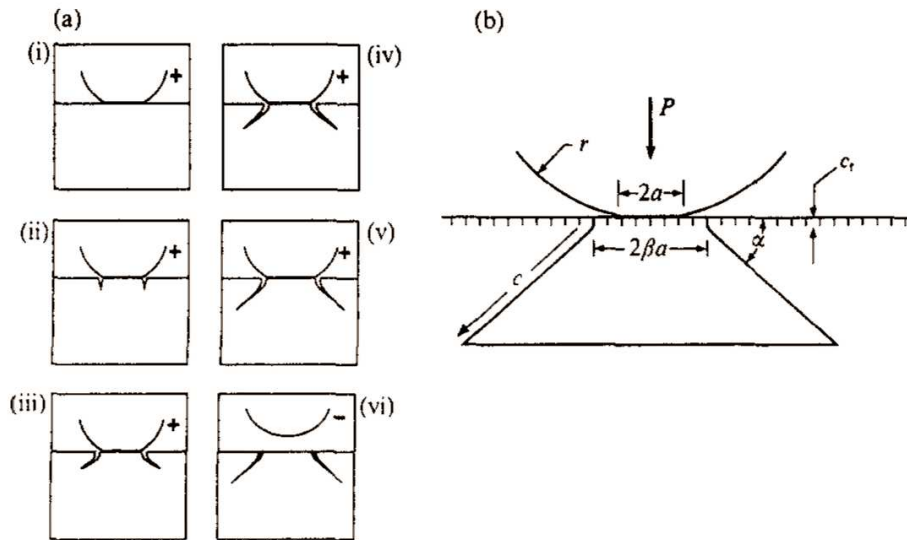 (a)
(i)
+
(iv)
+
(ii)
+
(v)
+
(iii)
+
(vi)
−
(b)
P
r
2a
c_f
2βa
α
c